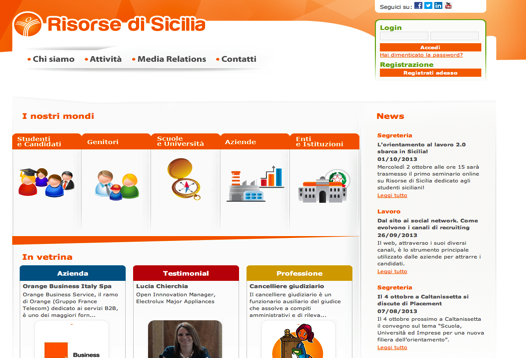 Seguici su:
Risorse di Sicilia
Login
Accedi
Hai dimenticato la password?
Registrazione
Registrati adesso
Chi siamo
Attività
Media Relations
Contatti
I nostri mondi
Studenti
e Candidati
Genitori
Scuole
e Università
Aziende
Enti
e Istituzioni
News
Segreteria
L'orientamento al lavoro 2.0
sbarca in Sicilia!
01/10/2013
Mercoledì 2 ottobre alle ore 15 sarà
trasmesso il primo seminario online
su Risorse di Sicilia dedicato agli
studenti siciliani!
Leggi tutto
Lavoro
Dal sito ai social network. Come
evolvono i canali di recruiting
26/09/2013
Il web, attraverso i suoi diversi
canali, è lo strumento principale
utilizzato dalle aziende per attrarre i
candidati.
Leggi tutto
Segreteria
Il 4 ottobre a Caltanissetta si
discute di Placement
07/08/2013
Il 4 ottobre prossimo a Caltanissetta
il convegno sul tema "Scuola,
Università ed Imprese per una nuova
filiera dell'orientamento".
Leggi tutto
In vetrina
Azienda
Orange Business Italy Spa
Orange Business Service, il ramo
di Orange (Gruppo France
Telecom) dedicato ai servizi B2B,
è uno dei maggiori forn...
Business
Testimonial
Lucia Chierchia
Open Innnovation Manager,
Electrolux Major Appliances
Professione
Cancelliere giudiziario
Il cancelliere giudiziario è un
funzionario ausiliario del giudice
che assolve a compiti
amministrativi e di rileva...